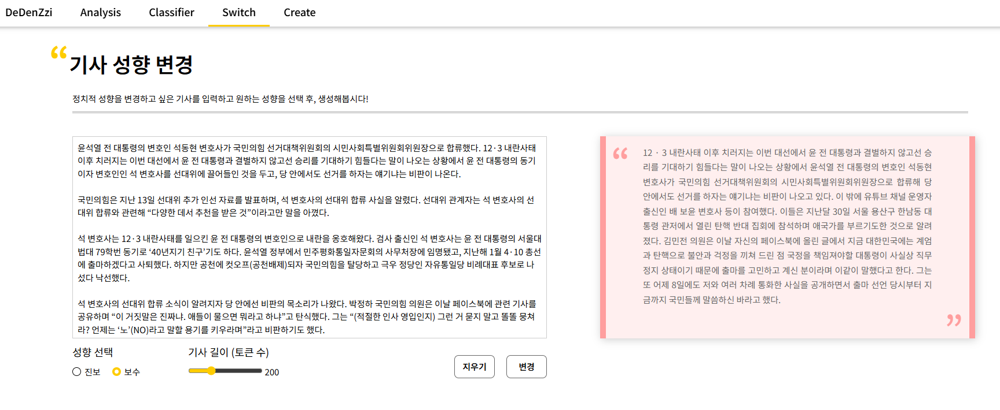 DeDenZzi Analysis Classifier Switch Create
“기사 성향 변경
정치적 성향을 변경하고 싶은 기사를 입력하고 원하는 성향을 선택 후, 생성해봅시다!
윤석열 전 대통령의 변호인 석동현 변호사가 국민의힘 선거대책위원회의 시민사회특별위원회위원장으로 합류했다. 12·3 내란사태
이후 치러지는 이번 대선에서 윤 전 대통령과 결별하지 않고선 승리를 기대하기 힘들다는 말이 나오는 상황에서 윤 전 대통령의 동기
이자 변호인인 석 변호사를 선대위에 끌어들인 것을 두고, 당 안에서도 선거를 하자는 얘기냐는 비판이 나온다.
국민의힘은 지난 13일 선대위 추가 인선 자료를 발표하며, 석 변호사의 선대위 합류 사실을 알렸다. 선대위 관계자는 석 변호사의 선
대위 합류와 관련해 “다양한 데서 추천을 받은 것”이라고만 말을 아꼈다.
석 변호사는 12·3 내란사태를 일으킨 윤 전 대통령의 변호인으로 내란을 옹호해왔다. 검사 출신인 석 변호사는 윤 전 대통령의 서울대
법대 79학번 동기로 ‘40년지기 친구’기도 하다. 윤석열 정부에서 민주평화통일자문회의 사무처장에 임명됐고, 지난해 1월 4·10 총선
에 출마하겠다고 사퇴했다. 하지만 공천에 컷오프(공천배제)되자 국민의힘을 탈당하고 극우 정당인 자유통일당 비례대표 후보로 나
섰다 낙선했다.
석 변호사의 선대위 합류 소식이 알려지자 당 안에선 비판의 목소리가 나왔다. 박정하 국민의힘 의원은 이날 페이스북에 관련 기사를
공유하며 “이 거짓말은 진짜냐. 애들이 물으면 뭐라고 하냐”고 탄식했다. 그는 “(적절한 인사 영입인지) 그런 거 묻지 말고 똘똘 뭉쳐
라? 언제는 ‘노’(NO)라고 말할 용기를 키우라며”라고 비판하기도 했다.
성향 선택 기사 길이 (토큰 수)
진보 보수 200 지우기 변경
“ 12 · 3 내란사태 이후 치러지는 이번 대선에서 윤 전 대통령과 결별하지 않고선 승
리를 기대하기 힘들다는 말이 나오는 상황에서 윤석열 전 대통령의 변호인 석동현
변호사가 국민의힘 선거대책위원회의 시민사회특별위원회위원장으로 합류해 당
안에서도 선거를 하자는 얘기냐는 비판이 나오고 있다. 이 밖에 유튜브 채널 운영자
출신인 배 보윤 변호사 등이 참여했다. 이들은 지난달 30일 서울 용산구 한남동 대
통령 관저에서 열린 탄핵 반대 집회에 참석하며 애국가를 부르기도한 것으로 알려
졌다. 김민전 의원은 이날 자신의 페이스북에 올린 글에서 지금 대한민국에는 계엄
과 탄핵으로 불안과 걱정을 끼쳐 드린 점 국정을 책임져야할 대통령이 사실상 직무
정지 상태이기 때문에 출마를 고민하고 계신 분이라며 이같이 말했다고 한다. 그는
또 어제 8일에도 저와 여러 차례 통화한 사실을 공개하면서 출마 선언 당시부터 지
금까지 국민들께 말씀하신 바라고 했다.
”